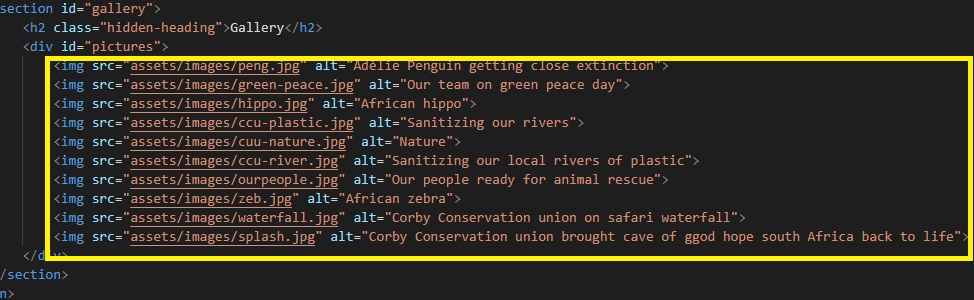 section id="gallery">
<h2 class="hidden-heading">Gallery</h2>
<div id="pictures">
<img src="assets/images/peng.jpg" alt="Adelie Penguin getting close extinction">
<img src="assets/images/green-peace.jpg" alt="Our team on green peace day">
<img src="assets/images/hippo.jpg" alt="African hippo">
<img src="assets/images/ccu-plastic.jpg" alt="Sanitizing our rivers">
<img src="assets/images/cuu-nature.jpg" alt="Nature">
<img src="assets/images/ccu-river.jpg" alt="Sanitizing our local rivers of plastic">
<img src="assets/images/ourpeople.jpg" alt="Our people ready for animal rescue">
<img src="assets/images/zeb.jpg" alt="African zebra">
<img src="assets/images/waterfall.jpg" alt="Corby Conservation union on safari waterfall">
<img src="assets/images/splash.jpg" alt="Corby Conservation union brought cave of ggod hope south Africa back to life">
</div>
/section>
n>